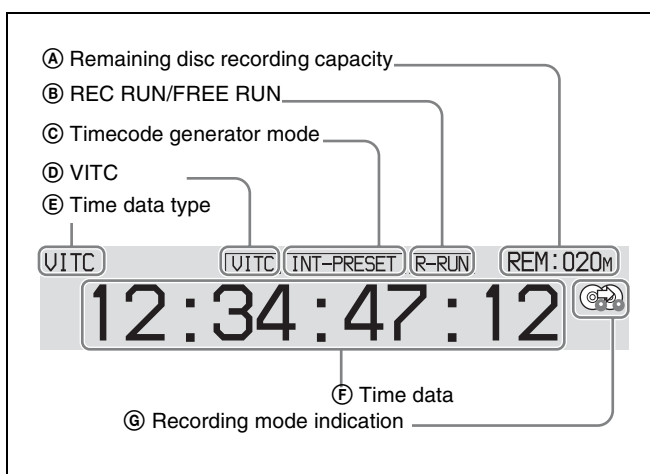 Ⓐ Remaining disc recording capacity
Ⓑ REC RUN/FREE RUN
Ⓒ Timecode generator mode
Ⓓ VITC
Ⓔ Time data type
VITC VITC INT-PRESET R-RUN REM:020M
12:34:47:12
Ⓕ Time data
Ⓖ Recording mode indication